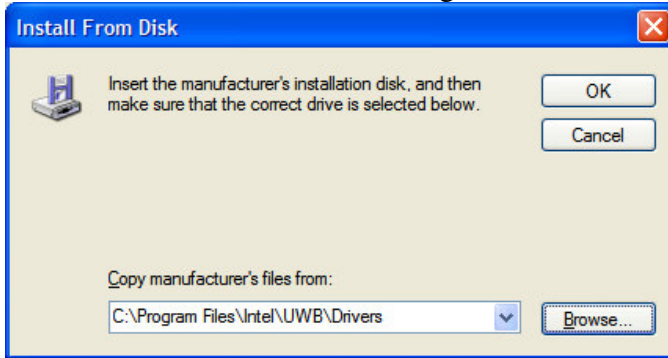 Install From Disk
Insert the manufacturer's installation disk, and then
make sure that the correct drive is selected below.
OK
Cancel
Copy manufacturer's files from:
C:\Program Files\Intel\UWB\Drivers
Browse...